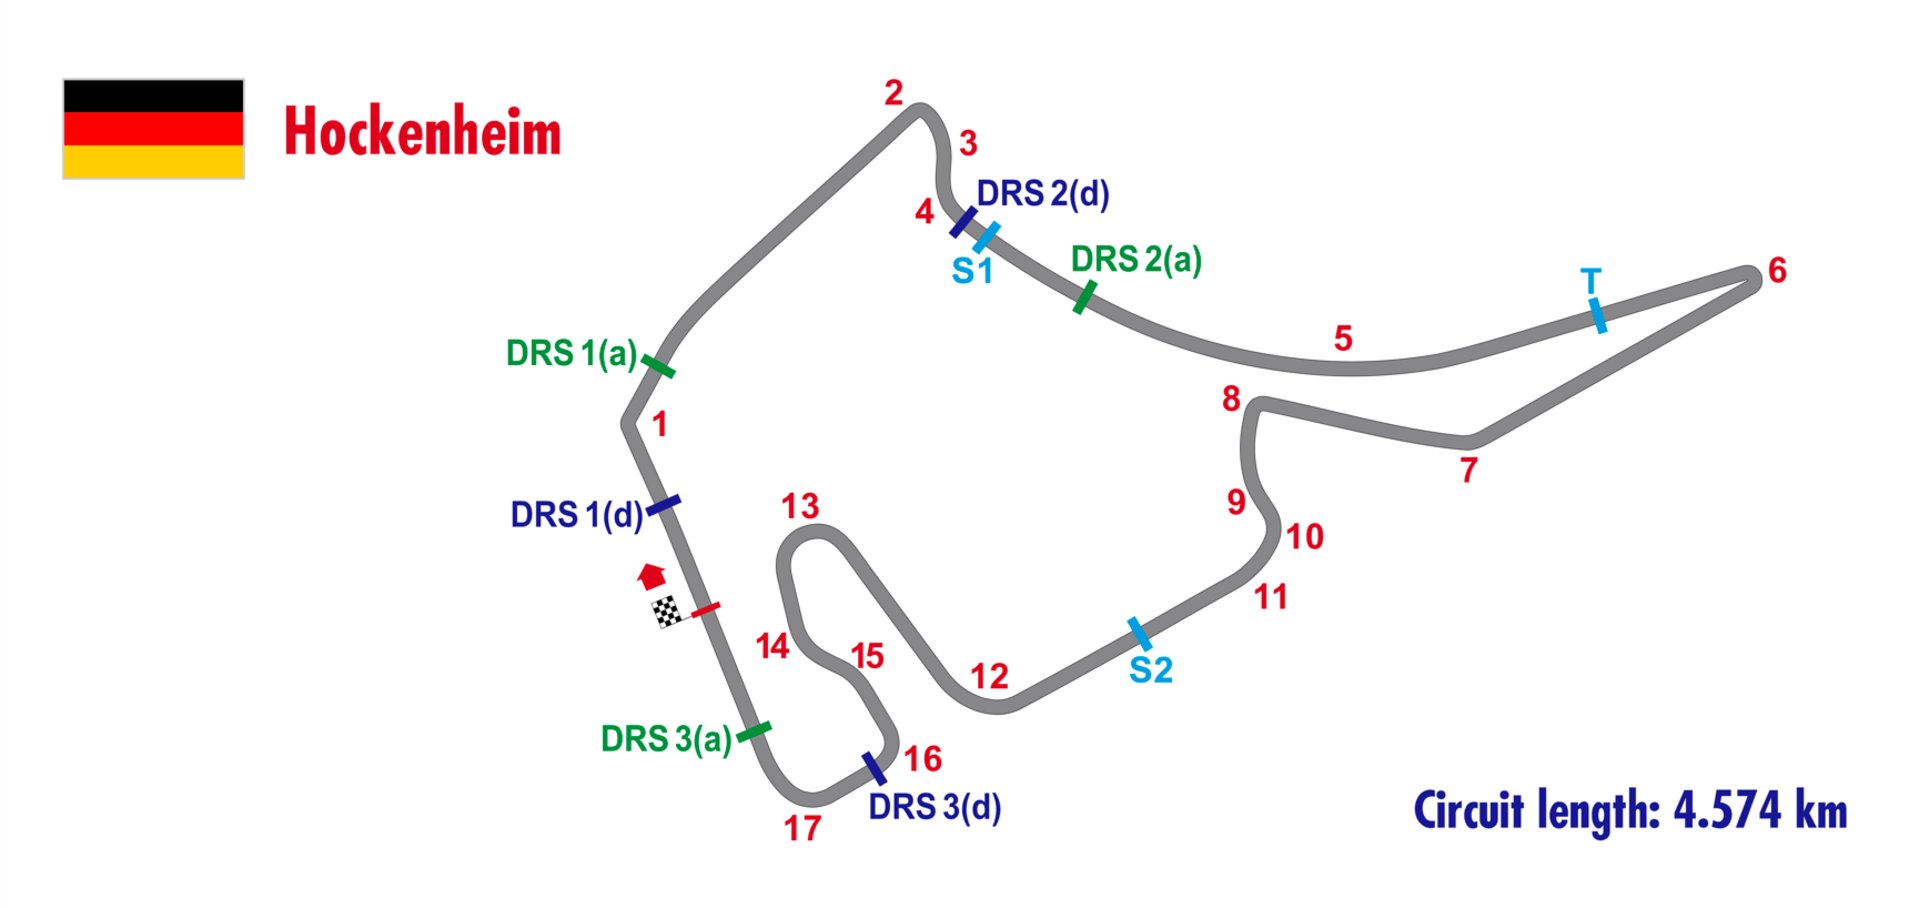 Hockenheim
2
3
DRS 2(d)
4
S1
DRS 2(a)
T
6
5
DRS 1(a)
1
8
7
DRS 1(d)
13
9
10
11
14
15
12
S2
DRS 3(a)
16
DRS 3(d)
17
Circuit length: 4.574 km